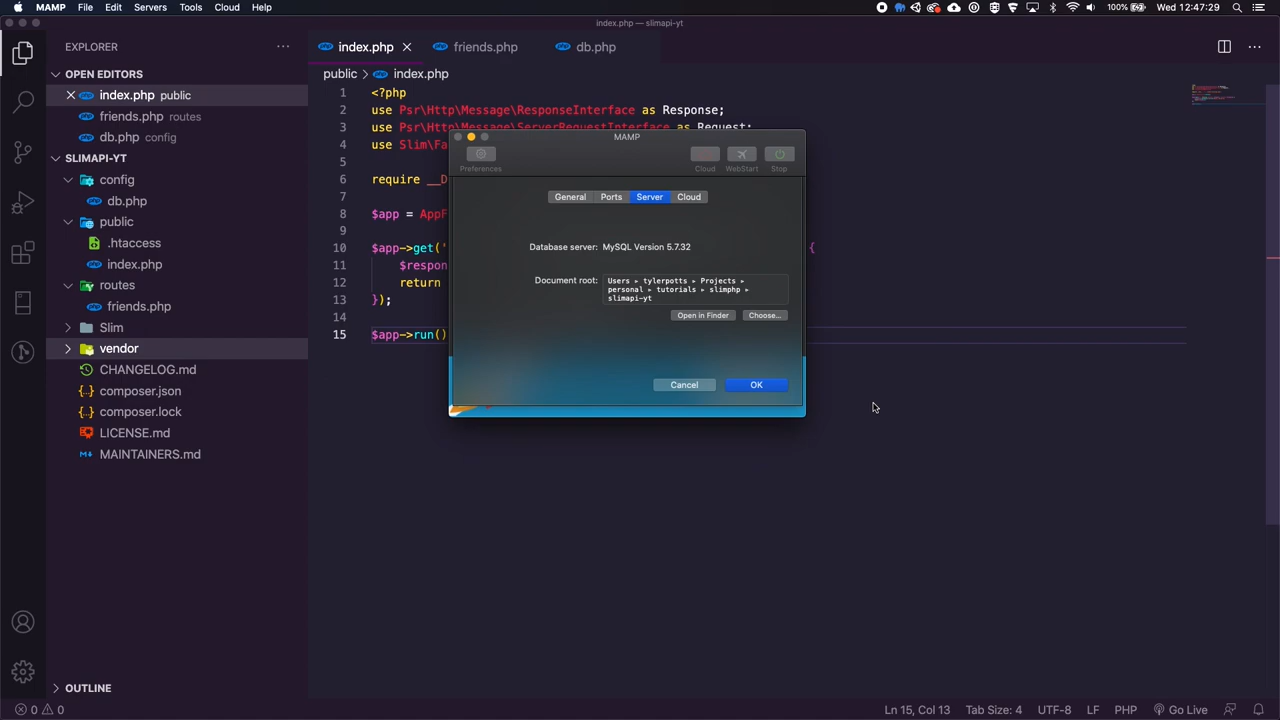 MAMP File Edit Servers Tools Cloud Help 100% Wed 12:47:29
index.php — slimapi-yt
EXPLORER
index.php friends.php db.php
OPEN EDITORS
index.php public
friends.php routes
db.php config
SLIMAPI-YT
config
db.php
public
.htaccess
index.php
routes
friends.php
Slim
vendor
CHANGELOG.md
composer.json
composer.lock
LICENSE.md
MAINTAINERS.md
OUTLINE
public > index.php
1 <?php
2 use Psr\Http\Message\ResponseInterface as Response;
3 use Psr\Http\Message\ServerRequestInterface as Request;
4 use Slim\Fa
5
6 require __D
7
8 $app = AppF
9
10 $app->get(' {
11 $respon
12 return
13 });
14
15 $app->run()
MAMP
Preferences Cloud WebStart Stop
General Ports Server Cloud
Database server: MySQL Version 5.7.32
Document root: Users ▸ tylerpotts ▸ Projects ▸
personal ▸ tutorials ▸ slimphp ▸
slimapi-yt
Open in Finder Choose...
Cancel OK
0 0 Ln 15, Col 13 Tab Size: 4 UTF-8 LF PHP Go Live